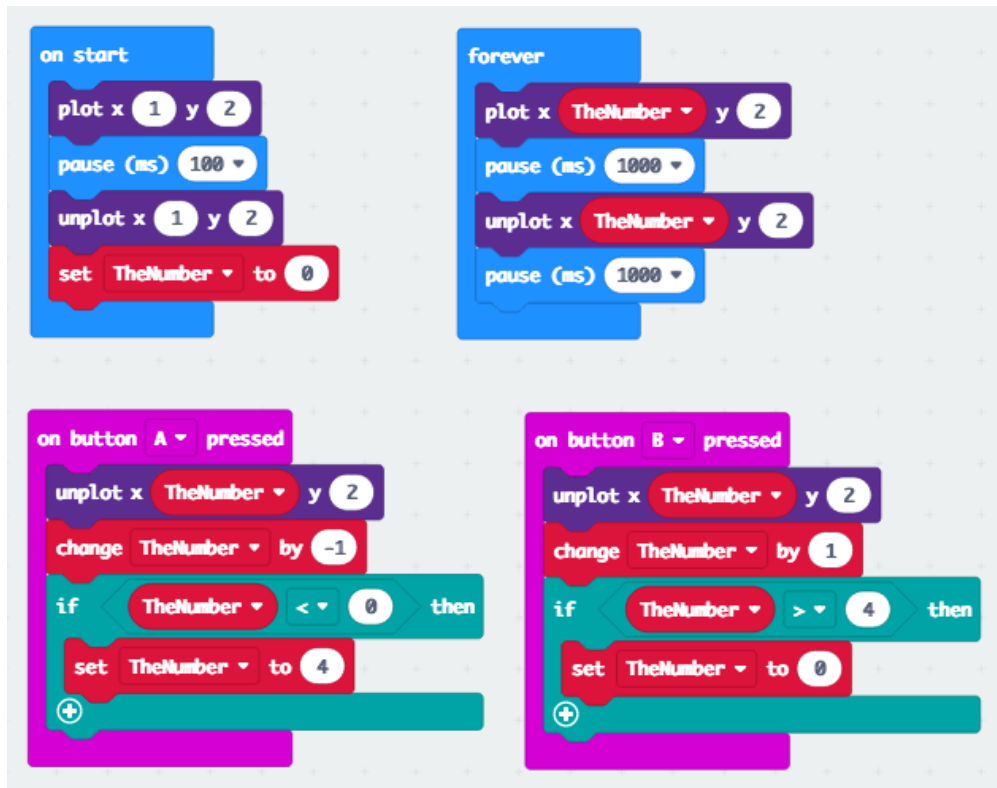 on start
plot x 1 y 2
pause (ms) 100
unplot x 1 y 2
set TheNumber to 0
forever
plot x TheNumber y 2
pause (ms) 1000
unplot x TheNumber y 2
pause (ms) 1000
on button A pressed
unplot x TheNumber y 2
change TheNumber by -1
if TheNumber < 0 then
set TheNumber to 4
on button B pressed
unplot x TheNumber y 2
change TheNumber by 1
if TheNumber > 4 then
set TheNumber to 0